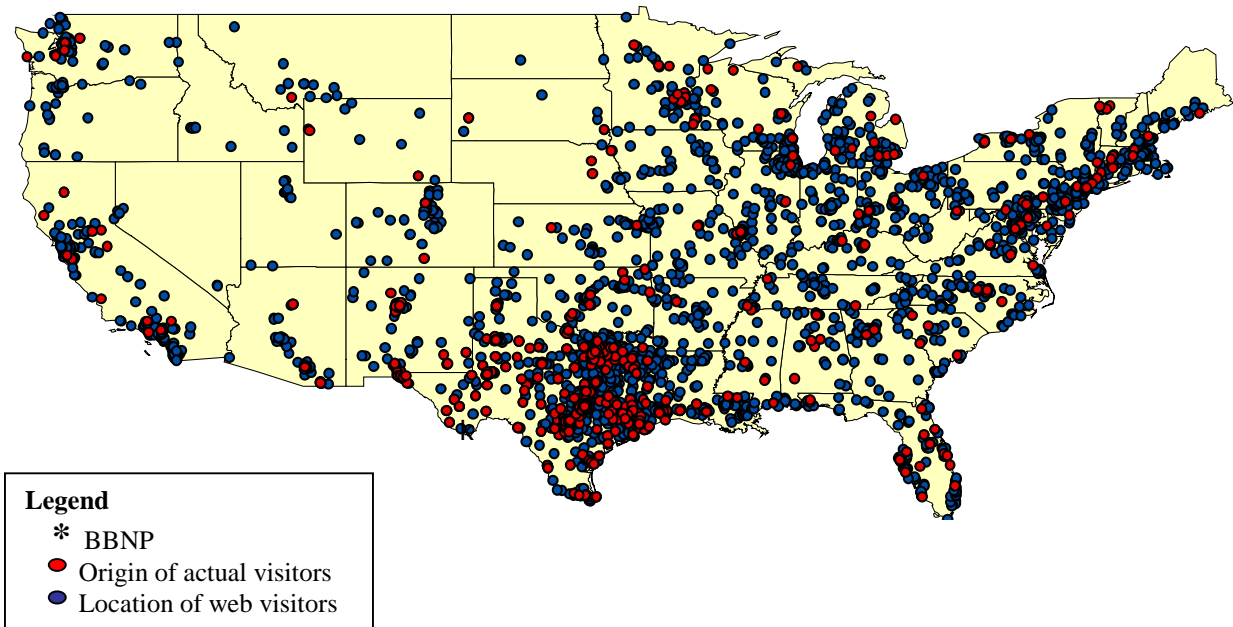 Legend
* BBNP
Origin of actual visitors
Location of web visitors